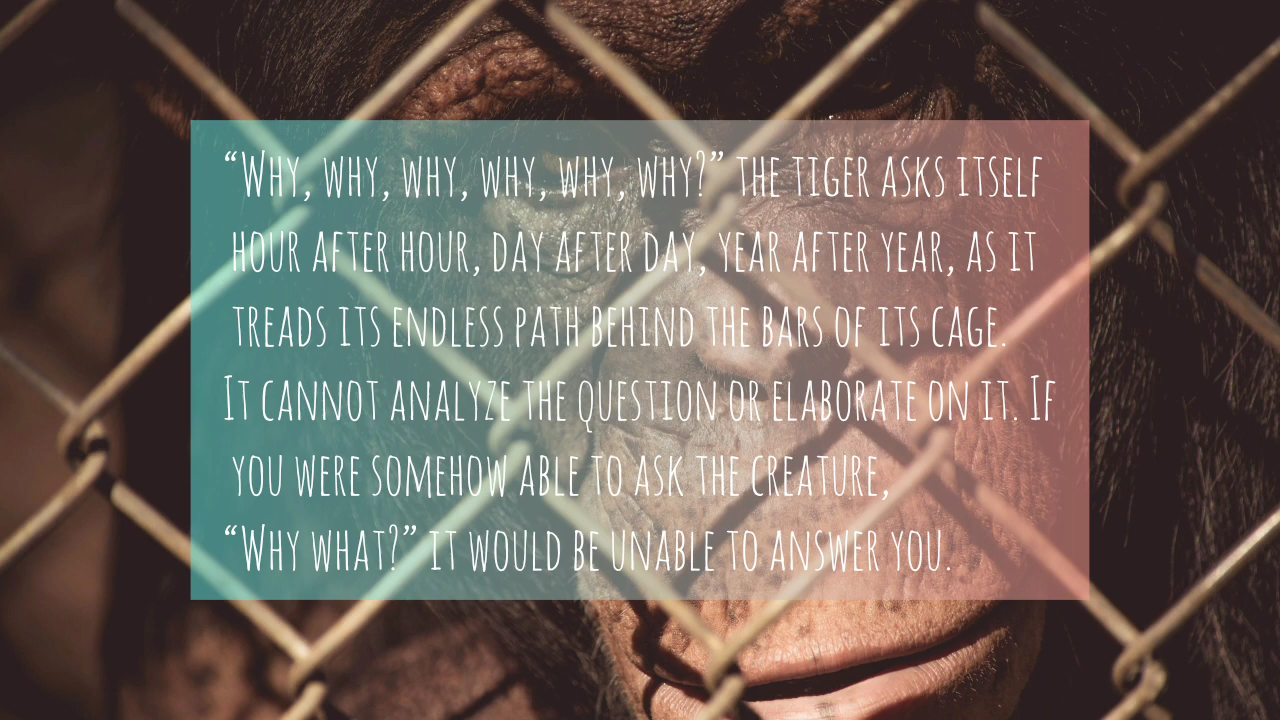 “Why, why, why, why, why, why?” the tiger asks itself
hour after hour, day after day, year after year, as it
treads its endless path behind the bars of its cage.
It cannot analyze the question or elaborate on it. If
you were somehow able to ask the creature,
“Why what?” it would be unable to answer you.